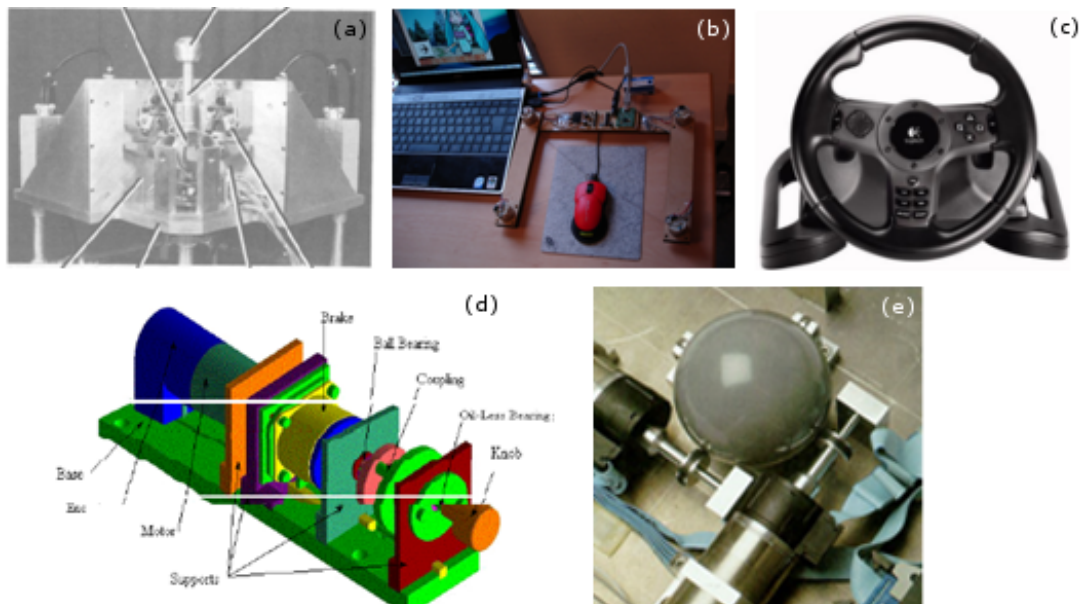 (a)
(b)
(c)
(d)
Brake
Ball Bearing
Coupling
Oil-Less Bearing:
Knob
Base
Enc
Motor
Supports
(e)